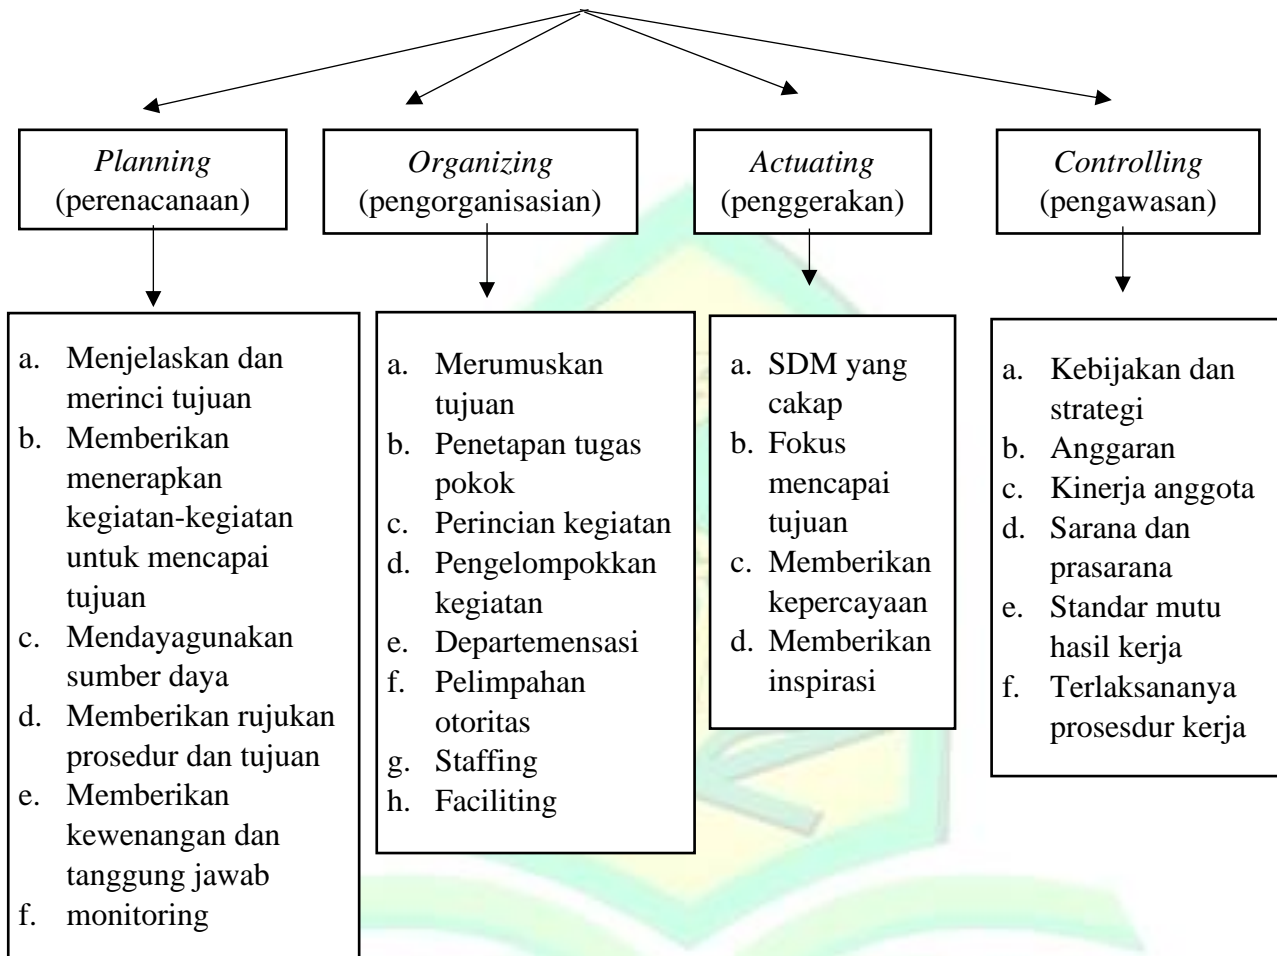 Planning
(perenacanaan)
Organizing
(pengorganisasian)
Actuating
(penggerakan)
Controlling
(pengawasan)
a. Menjelaskan dan
merinci tujuan
b. Memberikan
menerapkan
kegiatan-kegiatan
untuk mencapai
tujuan
c. Mendayagunakan
sumber daya
d. Memberikan rujukan
prosedur dan tujuan
e. Memberikan
kewenangan dan
tanggung jawab
f. monitoring
a. Merumuskan
tujuan
b. Penetapan tugas
pokok
c. Perincian kegiatan
d. Pengelompokkan
kegiatan
e. Departemensasi
f. Pelimpahan
otoritas
g. Staffing
h. Faciliting
a. SDM yang
cakap
b. Fokus
mencapai
tujuan
c. Memberikan
kepercayaan
d. Memberikan
inspirasi
a. Kebijakan dan
strategi
b. Anggaran
c. Kinerja anggota
d. Sarana dan
prasarana
e. Standar mutu
hasil kerja
f. Terlaksananya
prosesdur kerja